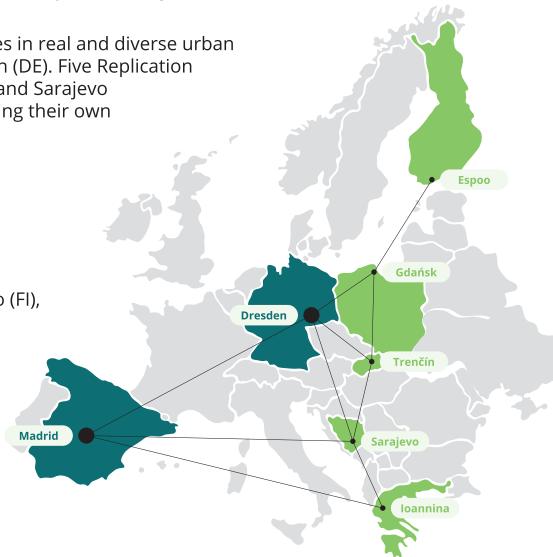 es in real and diverse urban
n (DE). Five Replication
and Sarajevo
ng their own
Espoo
Gdańsk
o (FI),
Dresden
Trenčín
Madrid
Sarajevo
Ioannina